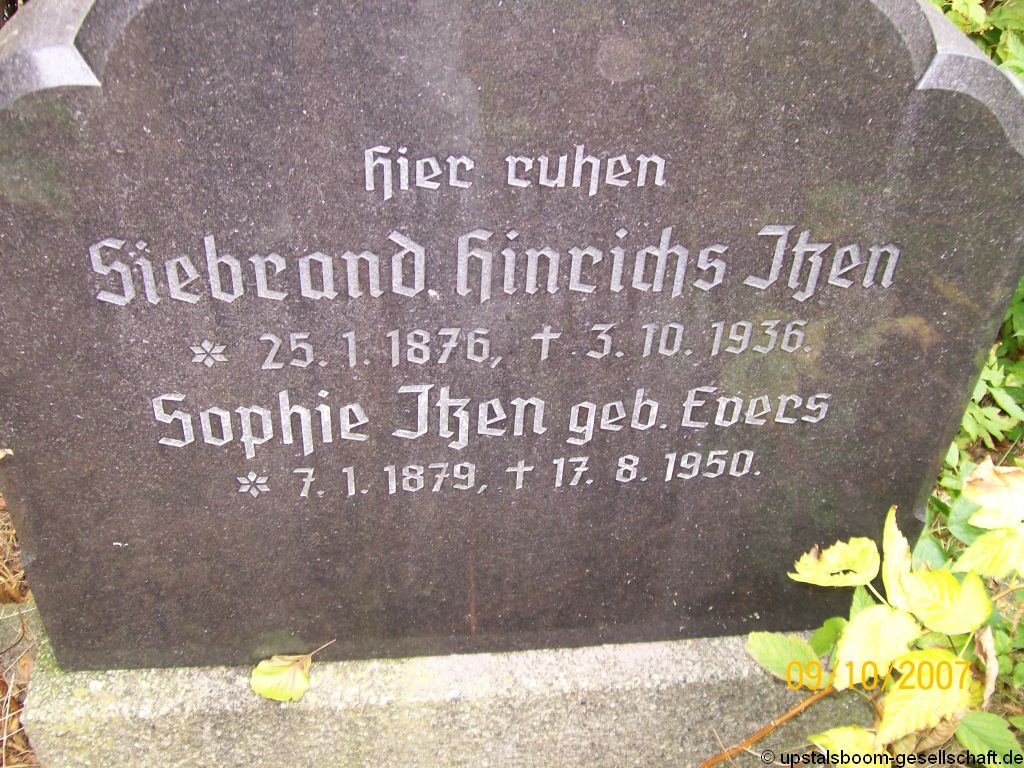 Hier ruhen
Siebrand Hinrichs Itzen
* 25. 1. 1876, † 3. 10. 1936.
Sophie Itzen geb. Evers
* 7. 1. 1879, † 17. 8. 1950.
09/10/2007
© upstalsboom-gesellschaft.de